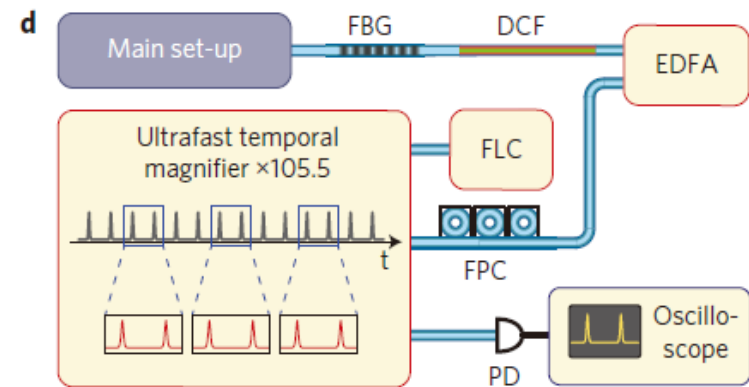 d
FBG
DCF
Main set-up
EDFA
Ultrafast temporal
magnifier ×105.5
FLC
t
FPC
Oscillo-
scope
PD